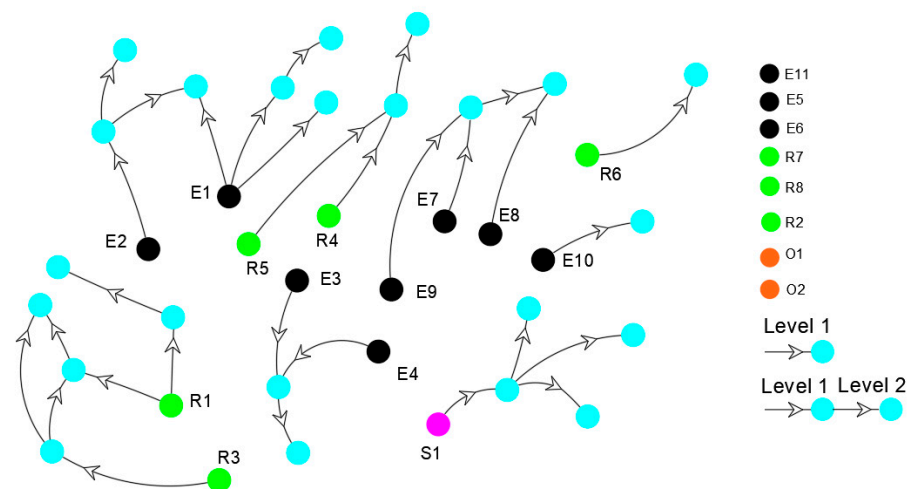 E11
E5
E6
R7
R8
R2
O1
O2
E1
E2
R5
R4
E7
E8
R6
E10
E9
E3
E4
R1
R3
S1
Level 1
Level 1 Level 2